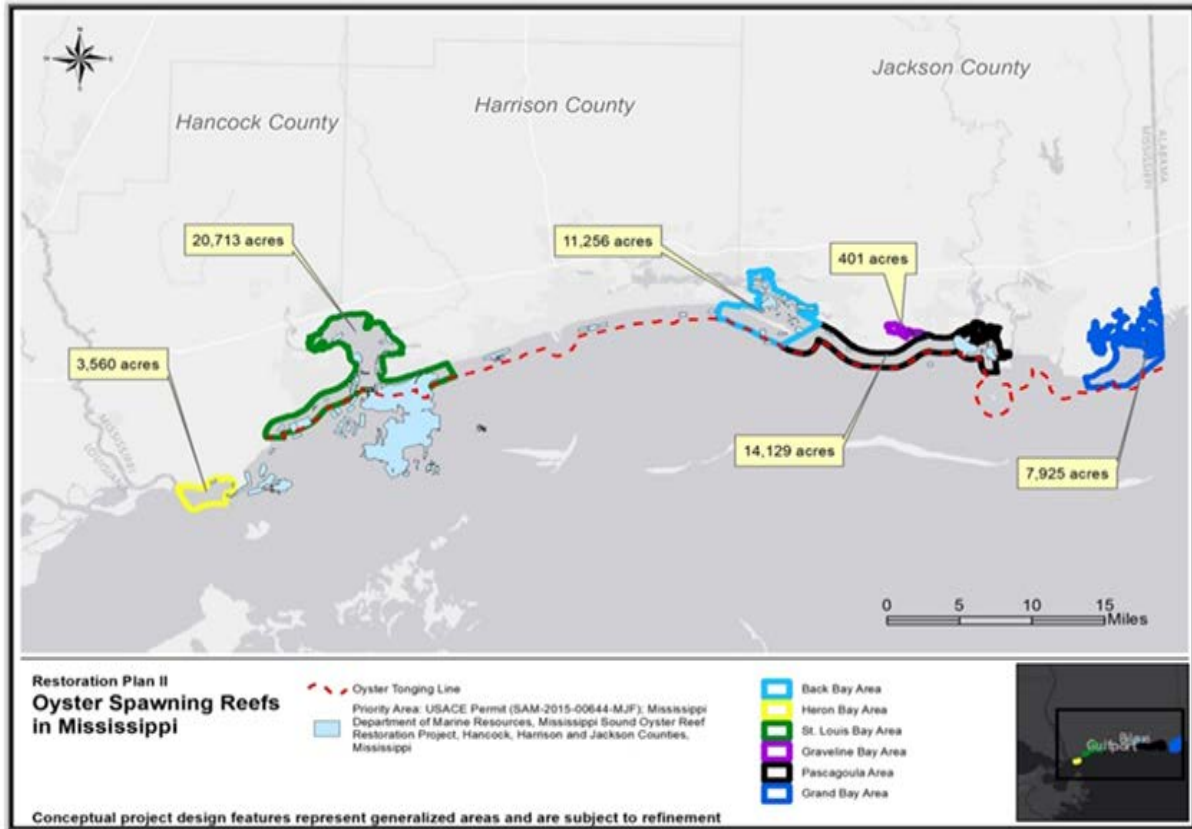 Jackson County
Harrison County
Hancock County
MISSISSIPPI
ALABAMA
20,713 acres
11,256 acres
401 acres
3,560 acres
14,129 acres
7,925 acres
MISSISSIPPI
0 5 10 15
Miles
Restoration Plan II
Oyster Spawning Reefs
in Mississippi
Oyster Tonging Line
Priority Area: USACE Permit (SAM-2015-00644-MJF); Mississippi
Department of Marine Resources, Mississippi Sound Oyster Reef
Restoration Project, Hancock, Harrison and Jackson Counties,
Mississippi
Back Bay Area
Heron Bay Area
St. Louis Bay Area
Graveline Bay Area
Pascagoula Area
Grand Bay Area
Gulfport
Conceptual project design features represent generalized areas and are subject to refinement